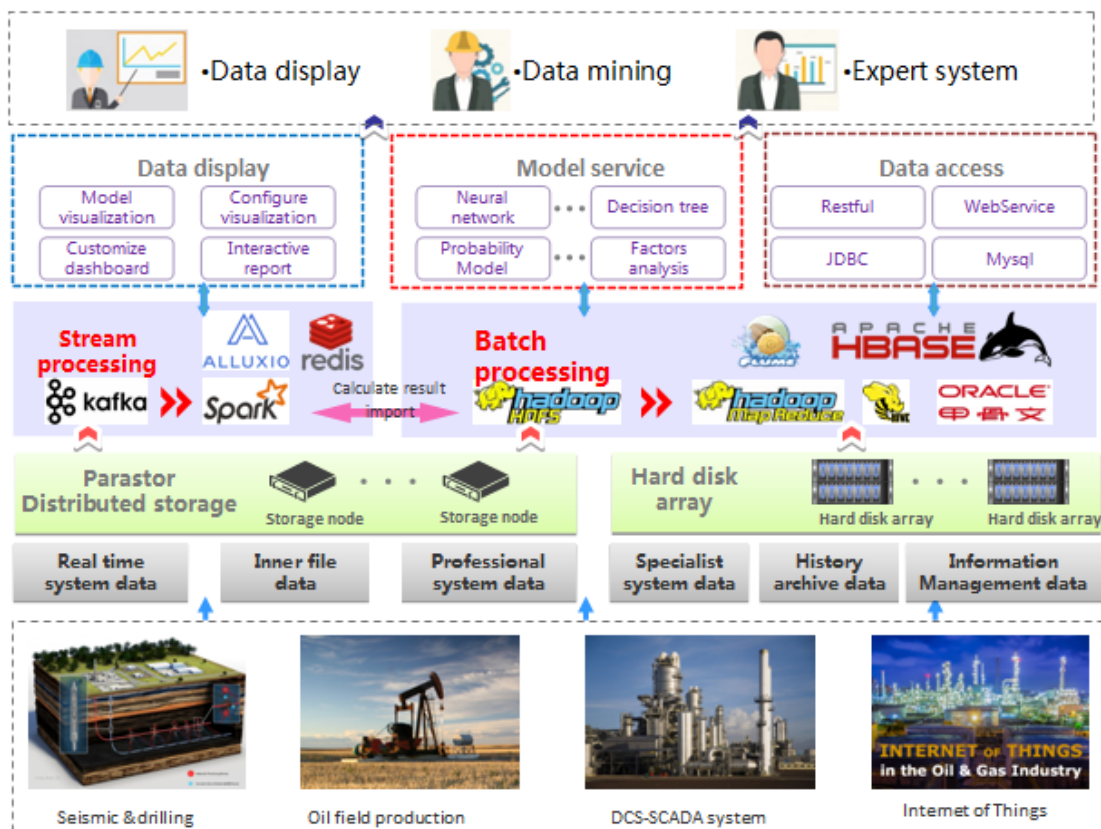 •Data display
•Data mining
•Expert system
Data display
Model
visualization
Configure
visualization
Customize
dashboard
Interactive
report
Model service
Neural
network
•••
Decision tree
Probability
Model
•••
Factors
analysis
Data access
Restful
WebService
JDBC
Mysql
Stream
processing
ALLUXIO
redis
kafka
Spark
Calculate result
import
Batch
processing
hadoop
HDFS
hadoop
Map Reduce
flume
APACHE
HBASE
HIVE
ORACLE
甲骨文
Parastor
Distributed storage
Storage node
• • •
Storage node
Hard disk
array
Hard disk array
• • •
Hard disk array
Real time
system data
Inner file
data
Professional
system data
Specialist
system data
History
archive data
Information
Management data
INTERNET OF THINGS
in the Oil & Gas Industry
Seismic &drilling
Oil field production
DCS-SCADA system
Internet of Things